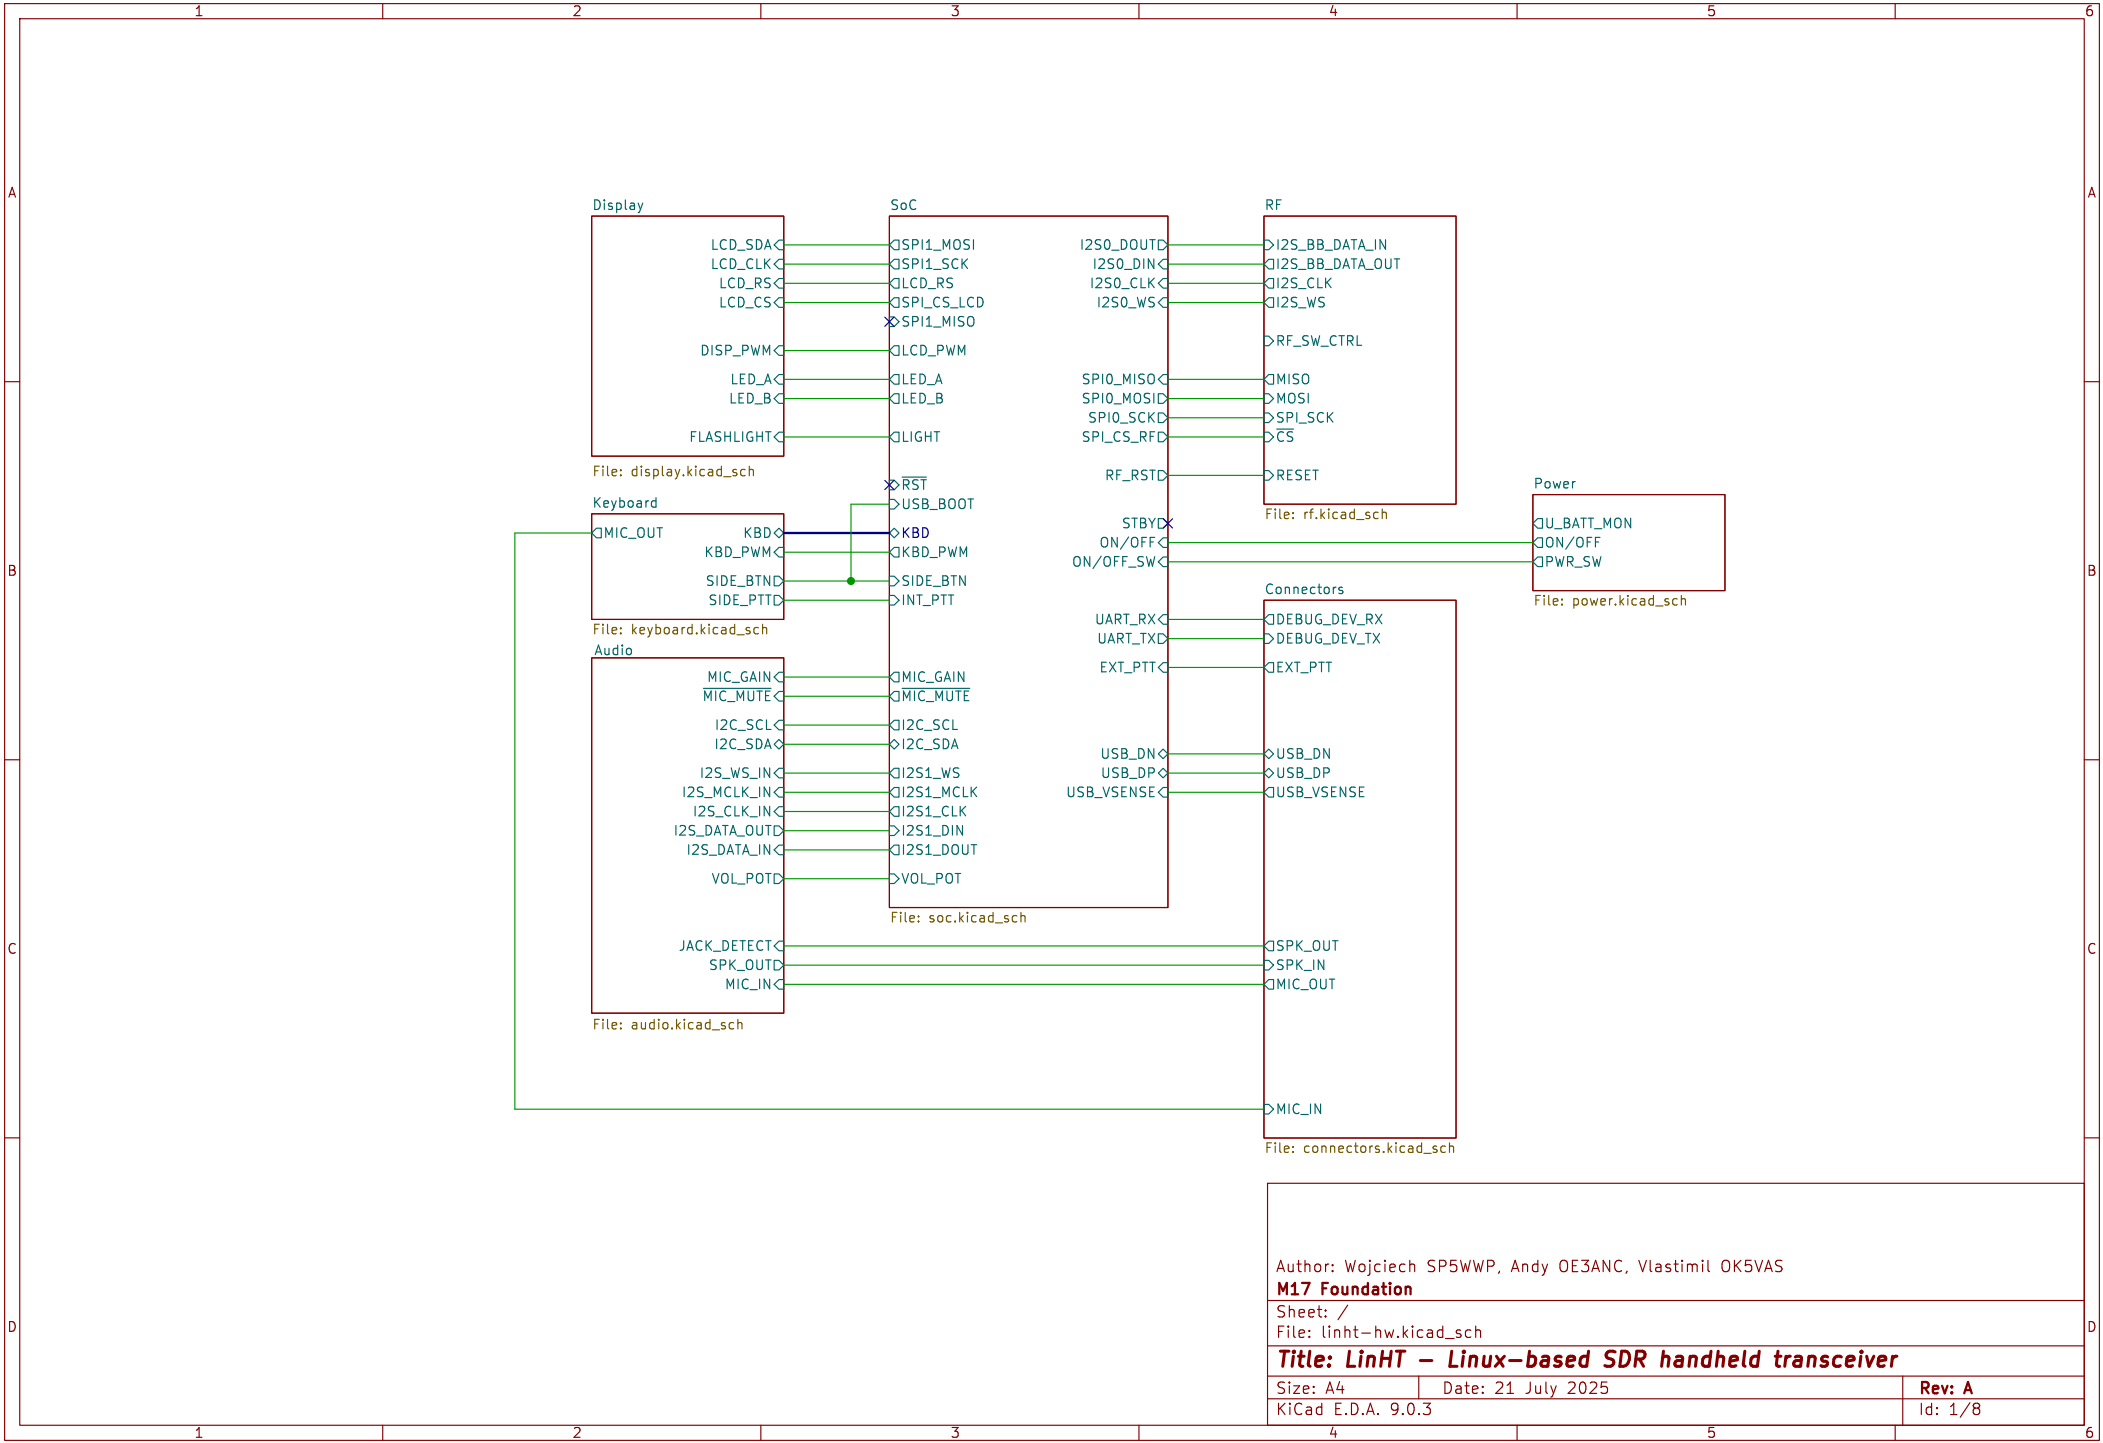 1 2 3 4 5 6
A A
B B
C C
D D
Display
LCD_SDA
LCD_CLK
LCD_RS
LCD_CS
DISP_PWM
LED_A
LED_B
FLASHLIGHT
File: display.kicad_sch
Keyboard
MIC_OUT
KBD
KBD_PWM
SIDE_BTN
SIDE_PTT
File: keyboard.kicad_sch
Audio
MIC_GAIN
MIC_MUTE
I2C_SCL
I2C_SDA
I2S_WS_IN
I2S_MCLK_IN
I2S_CLK_IN
I2S_DATA_OUT
I2S_DATA_IN
VOL_POT
JACK_DETECT
SPK_OUT
MIC_IN
File: audio.kicad_sch
SoC
SPI1_MOSI
SPI1_SCK
LCD_RS
SPI_CS_LCD
SPI1_MISO
LCD_PWM
LED_A
LED_B
LIGHT
RST
USB_BOOT
KBD
KBD_PWM
SIDE_BTN
INT_PTT
MIC_GAIN
MIC_MUTE
I2C_SCL
I2C_SDA
I2S1_WS
I2S1_MCLK
I2S1_CLK
I2S1_DIN
I2S1_DOUT
VOL_POT
I2S0_DOUT
I2S0_DIN
I2S0_CLK
I2S0_WS
SPI0_MISO
SPI0_MOSI
SPI0_SCK
SPI_CS_RF
RF_RST
STBY
ON/OFF
ON/OFF_SW
UART_RX
UART_TX
EXT_PTT
USB_DN
USB_DP
USB_VSENSE
File: soc.kicad_sch
RF
I2S_BB_DATA_IN
I2S_BB_DATA_OUT
I2S_CLK
I2S_WS
RF_SW_CTRL
MISO
MOSI
SPI_SCK
CS
RESET
File: rf.kicad_sch
Power
U_BATT_MON
ON/OFF
PWR_SW
File: power.kicad_sch
Connectors
DEBUG_DEV_RX
DEBUG_DEV_TX
EXT_PTT
USB_DN
USB_DP
USB_VSENSE
SPK_OUT
SPK_IN
MIC_OUT
MIC_IN
File: connectors.kicad_sch
Author: Wojciech SP5WWP, Andy OE3ANC, Vlastimil OK5VAS
M17 Foundation
Sheet: /
File: linht-hw.kicad_sch
Title: LinHT - Linux-based SDR handheld transceiver
Size: A4 Date: 21 July 2025 Rev: A
KiCad E.D.A. 9.0.3 Id: 1/8
1 2 3 4 5 6